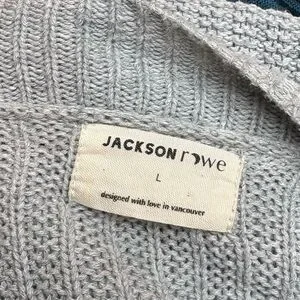 JACKSON rowe
L
designed with love in vancouver